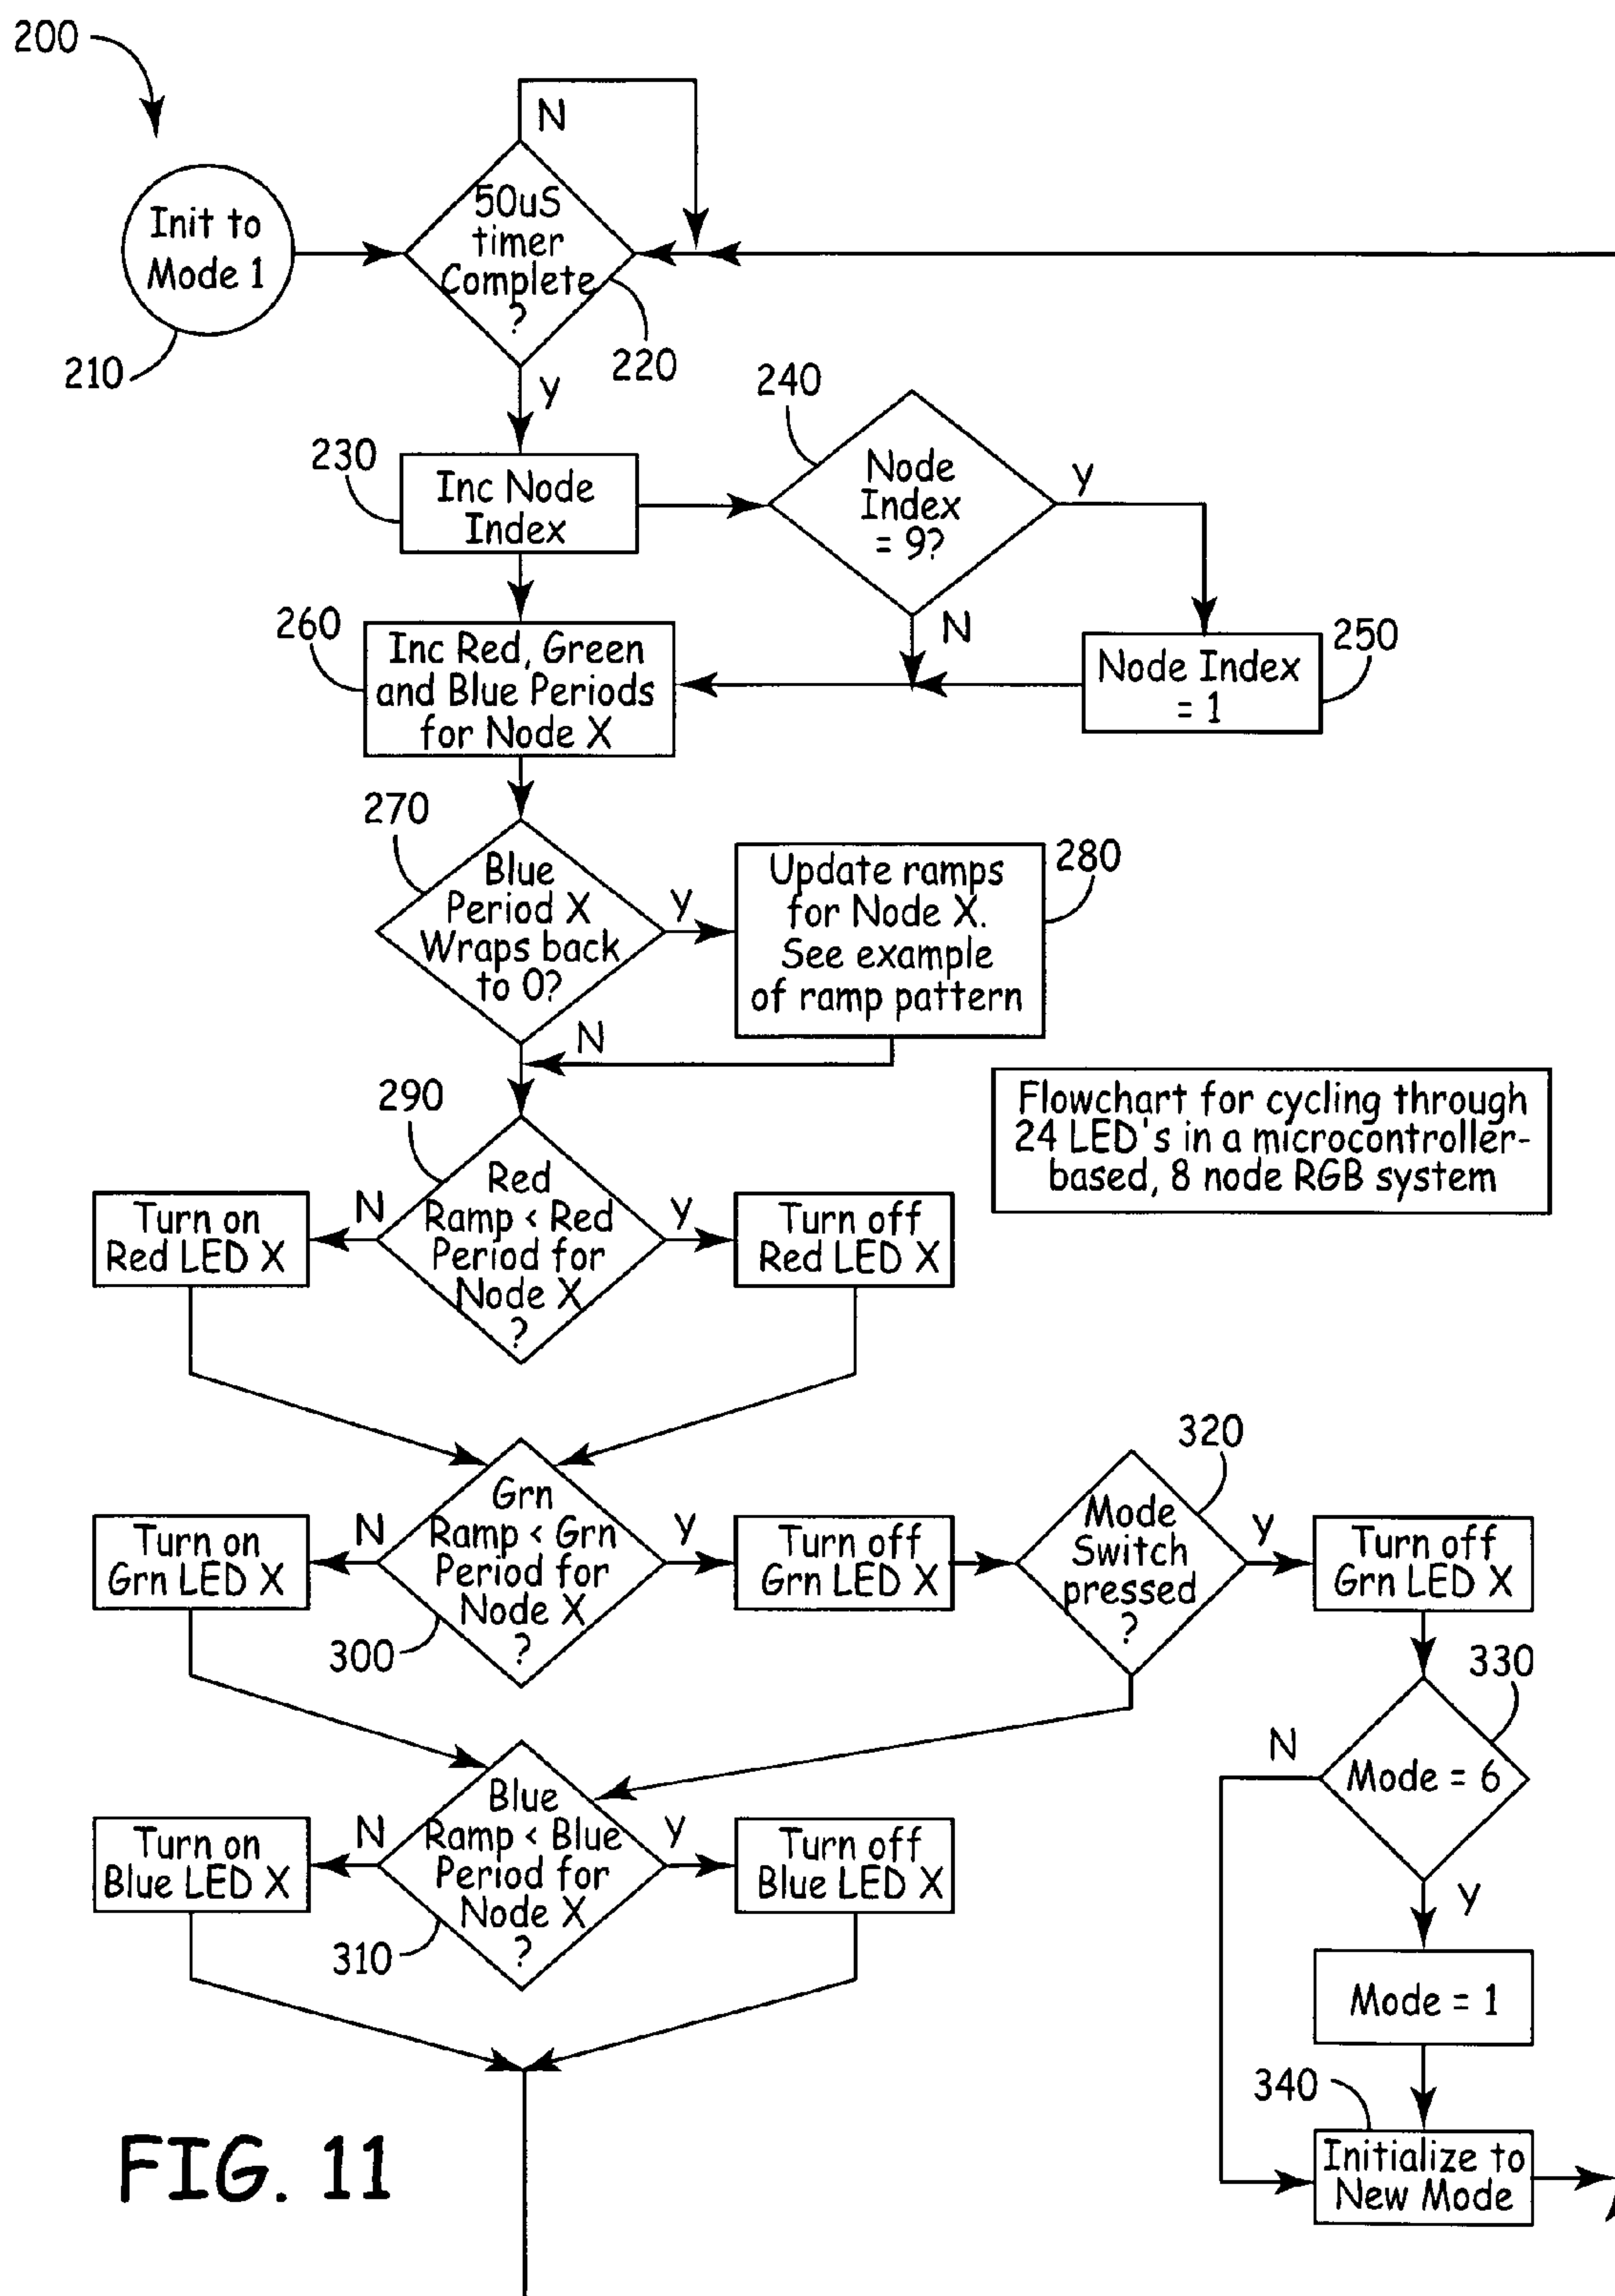 200
N
50uS
timer
Complete
?
Init to
Mode 1
210
220
Y
240
230
Inc Node
Index
Node
Index
= 9?
Y
N
260
Inc Red, Green
and Blue Periods
for Node X
Node Index
= 1
250
270
Blue
Period X
Wraps back
to 0?
Y
Update ramps
for Node X.
See example
of ramp pattern
280
N
290
Flowchart for cycling through
24 LED's in a microcontroller-
based, 8 node RGB system
Red
Ramp < Red
Period for
Node X
?
N
Y
Turn on
Red LED X
Turn off
Red LED X
320
Grn
Ramp < Grn
Period for
Node X
?
N
Y
Turn on
Grn LED X
Turn off
Grn LED X
Mode
Switch
pressed
?
Y
Turn off
Grn LED X
300
330
N
Mode = 6
Blue
Ramp < Blue
Period for
Node X
?
N
Y
Turn on
Blue LED X
Turn off
Blue LED X
310
Y
Mode = 1
340
Initialize to
New Mode
FIG. 11